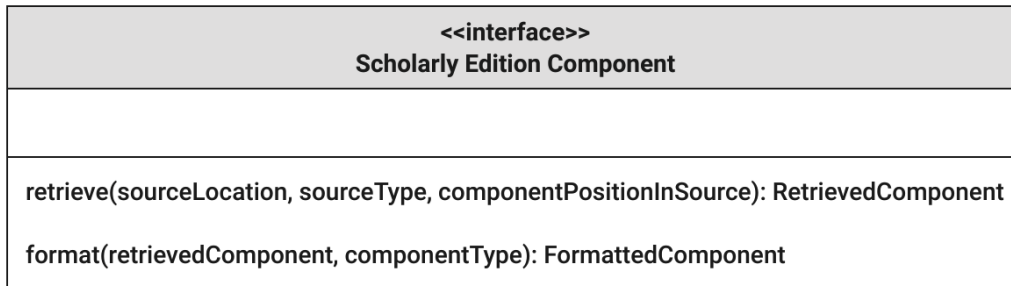 <<interface>>
Scholarly Edition Component
retrieve(sourceLocation, sourceType, componentPositionInSource): RetrievedComponent
format(retrievedComponent, componentType): FormattedComponent